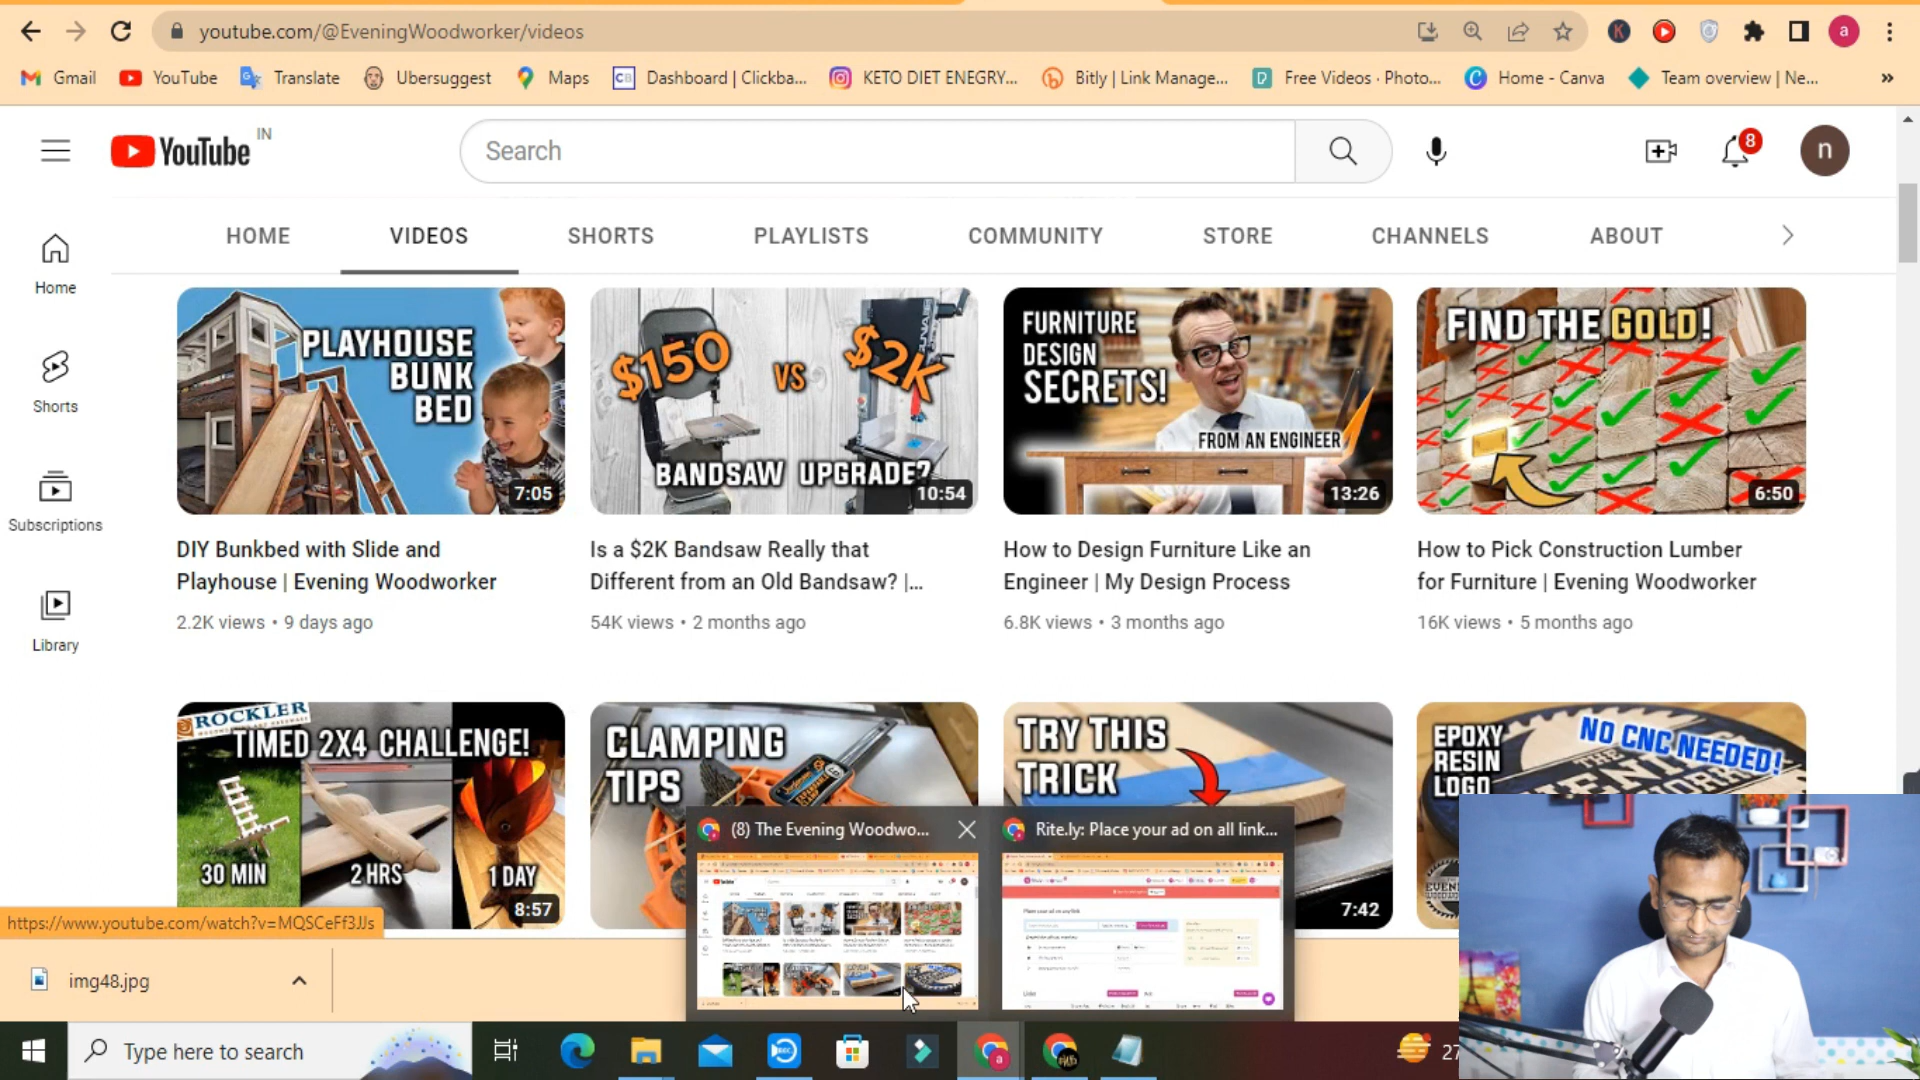 youtube.com/@EveningWoodworker/videos
K
a
Gmail
YouTube
Translate
Ubersuggest
Maps
CB Dashboard | Clickba...
KETO DIET ENEGRY...
Bitly | Link Manage...
Free Videos · Photo...
Home - Canva
Team overview | Ne...
»
YouTube IN
Search
8
n
HOME
VIDEOS
SHORTS
PLAYLISTS
COMMUNITY
STORE
CHANNELS
ABOUT
Home
Shorts
Subscriptions
Library
PLAYHOUSE
BUNK
BED
7:05
DIY Bunkbed with Slide and
Playhouse | Evening Woodworker
2.2K views • 9 days ago
$150
VS
$2K
BANDSAW UPGRADE?
10:54
Is a $2K Bandsaw Really that
Different from an Old Bandsaw? |...
54K views • 2 months ago
FURNITURE
DESIGN
SECRETS!
FROM AN ENGINEER
13:26
How to Design Furniture Like an
Engineer | My Design Process
6.8K views • 3 months ago
FIND THE GOLD!
6:50
How to Pick Construction Lumber
for Furniture | Evening Woodworker
16K views • 5 months ago
ROCKLER
TIMED 2X4 CHALLENGE!
30 MIN
2 HRS
1 DAY
8:57
CLAMPING
TIPS
TRY THIS
TRICK
7:42
EPOXY
RESIN
LOGO
NO CNC NEEDED!
THE
(8) The Evening Woodwo...
Rite.ly: Place your ad on all link...
https://www.youtube.com/watch?v=MQSCeFf3JJs
img48.jpg
Type here to search
REC
a
27